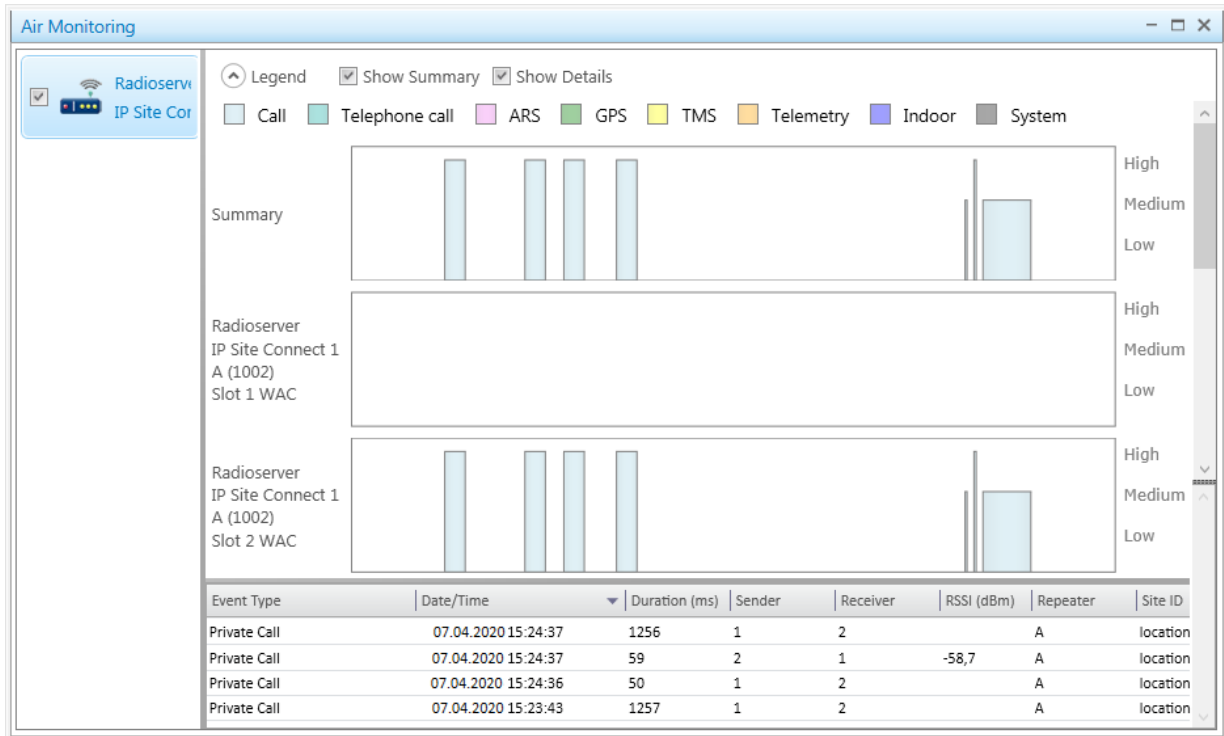 Air Monitoring
Radioserve
IP Site Cor
Legend Show Summary Show Details
Call Telephone call ARS GPS TMS Telemetry Indoor System
Summary
High
Medium
Low
Radioserver
IP Site Connect 1
A (1002)
Slot 1 WAC
High
Medium
Low
Radioserver
IP Site Connect 1
A (1002)
Slot 2 WAC
High
Medium
Low
Event Type Date/Time Duration (ms) Sender Receiver RSSI (dBm) Repeater Site ID
Private Call 07.04.2020 15:24:37 1256 1 2 A location
Private Call 07.04.2020 15:24:37 59 2 1 -58,7 A location
Private Call 07.04.2020 15:24:36 50 1 2 A location
Private Call 07.04.2020 15:23:43 1257 1 2 A location